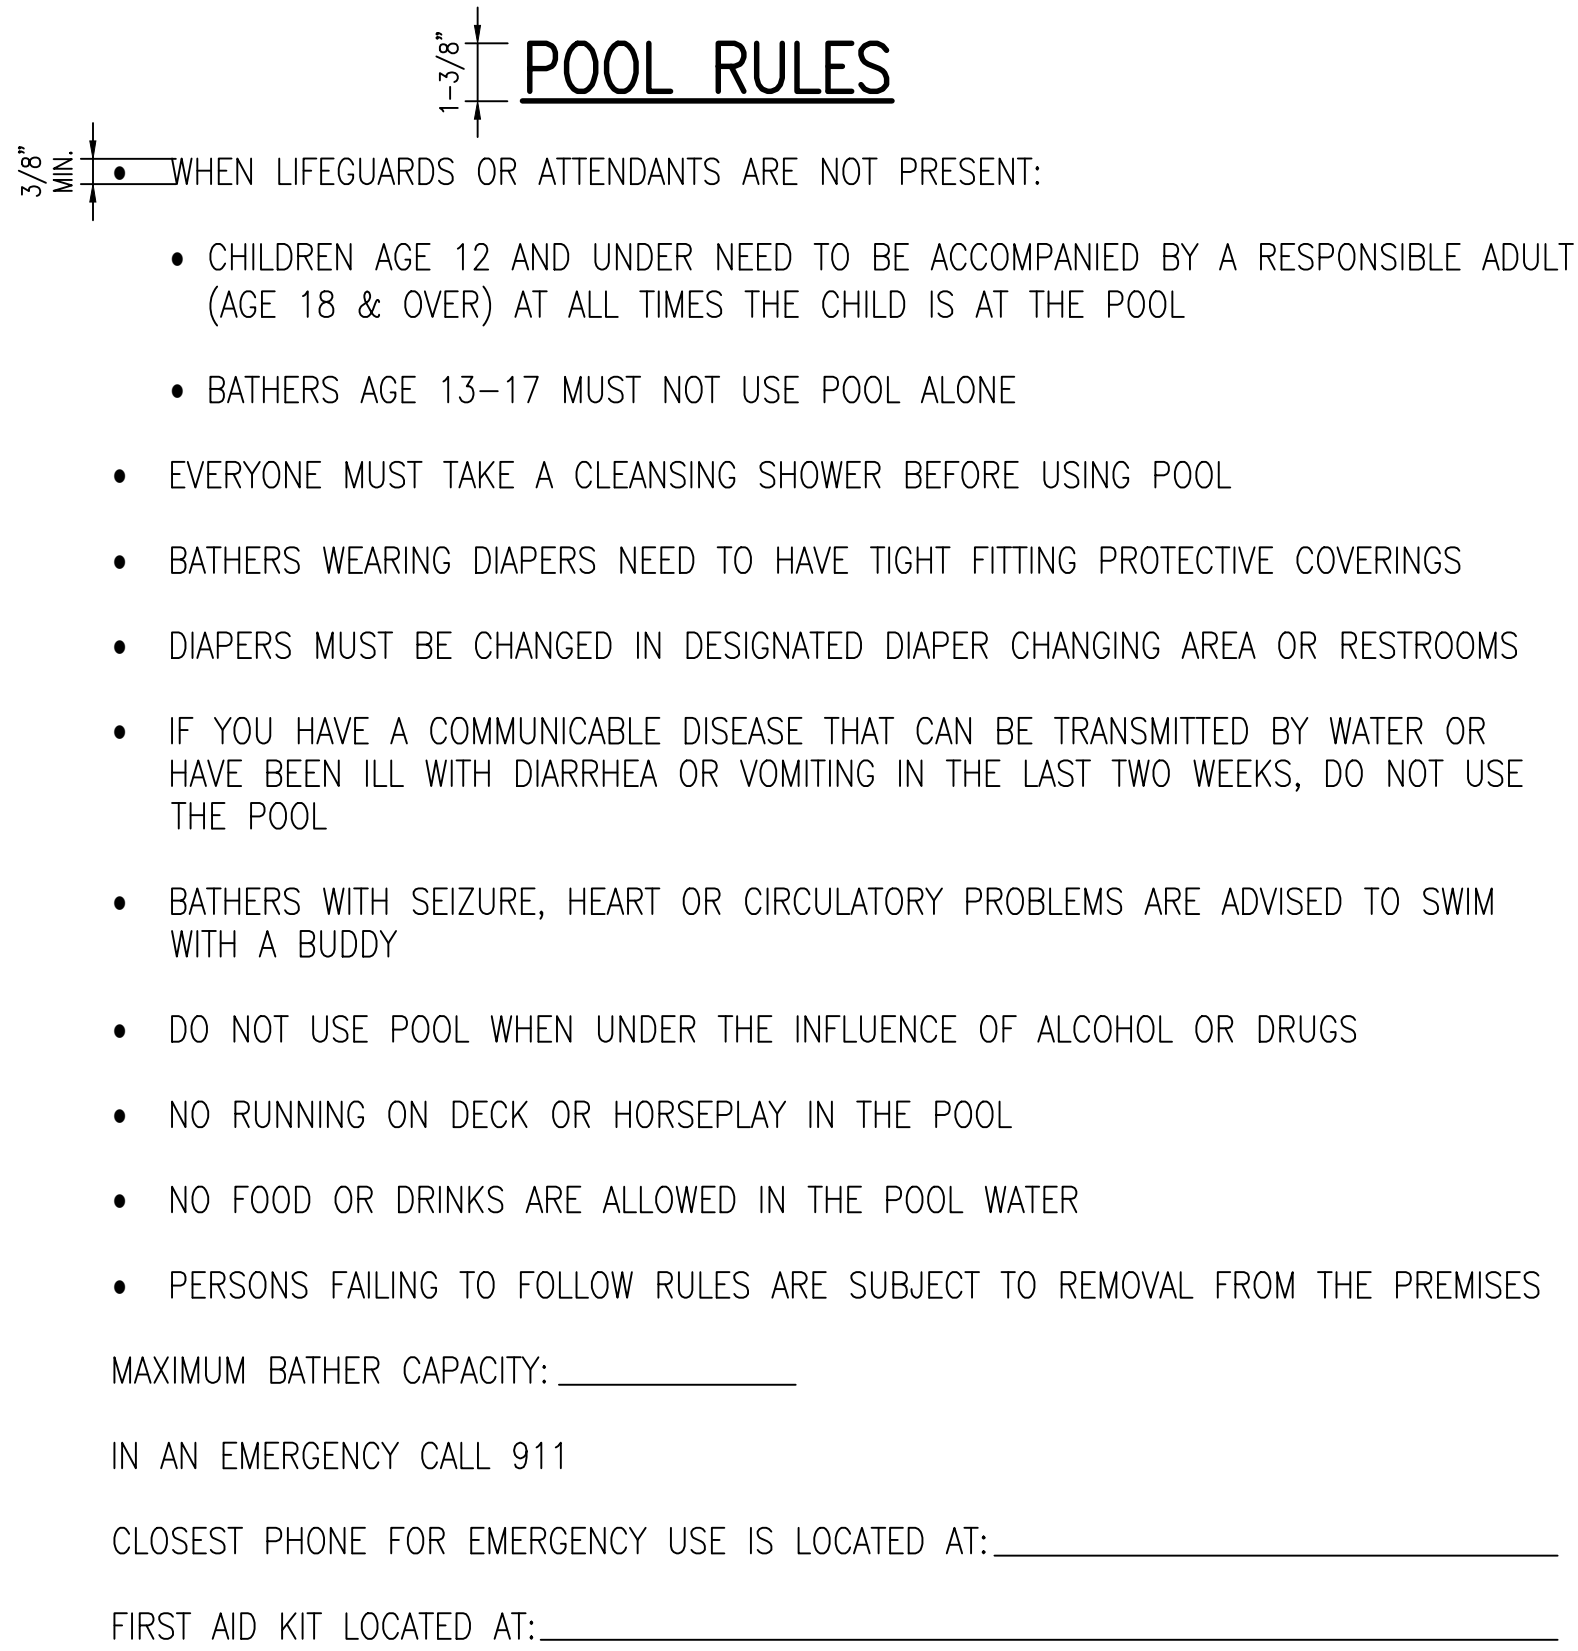 1-3/8"
POOL RULES
3/8"
MIN.
• WHEN LIFEGUARDS OR ATTENDANTS ARE NOT PRESENT:
• CHILDREN AGE 12 AND UNDER NEED TO BE ACCOMPANIED BY A RESPONSIBLE ADULT
(AGE 18 & OVER) AT ALL TIMES THE CHILD IS AT THE POOL
• BATHERS AGE 13-17 MUST NOT USE POOL ALONE
• EVERYONE MUST TAKE A CLEANSING SHOWER BEFORE USING POOL
• BATHERS WEARING DIAPERS NEED TO HAVE TIGHT FITTING PROTECTIVE COVERINGS
• DIAPERS MUST BE CHANGED IN DESIGNATED DIAPER CHANGING AREA OR RESTROOMS
• IF YOU HAVE A COMMUNICABLE DISEASE THAT CAN BE TRANSMITTED BY WATER OR
HAVE BEEN ILL WITH DIARRHEA OR VOMITING IN THE LAST TWO WEEKS, DO NOT USE
THE POOL
• BATHERS WITH SEIZURE, HEART OR CIRCULATORY PROBLEMS ARE ADVISED TO SWIM
WITH A BUDDY
• DO NOT USE POOL WHEN UNDER THE INFLUENCE OF ALCOHOL OR DRUGS
• NO RUNNING ON DECK OR HORSEPLAY IN THE POOL
• NO FOOD OR DRINKS ARE ALLOWED IN THE POOL WATER
• PERSONS FAILING TO FOLLOW RULES ARE SUBJECT TO REMOVAL FROM THE PREMISES
MAXIMUM BATHER CAPACITY:
IN AN EMERGENCY CALL 911
CLOSEST PHONE FOR EMERGENCY USE IS LOCATED AT:
FIRST AID KIT LOCATED AT: